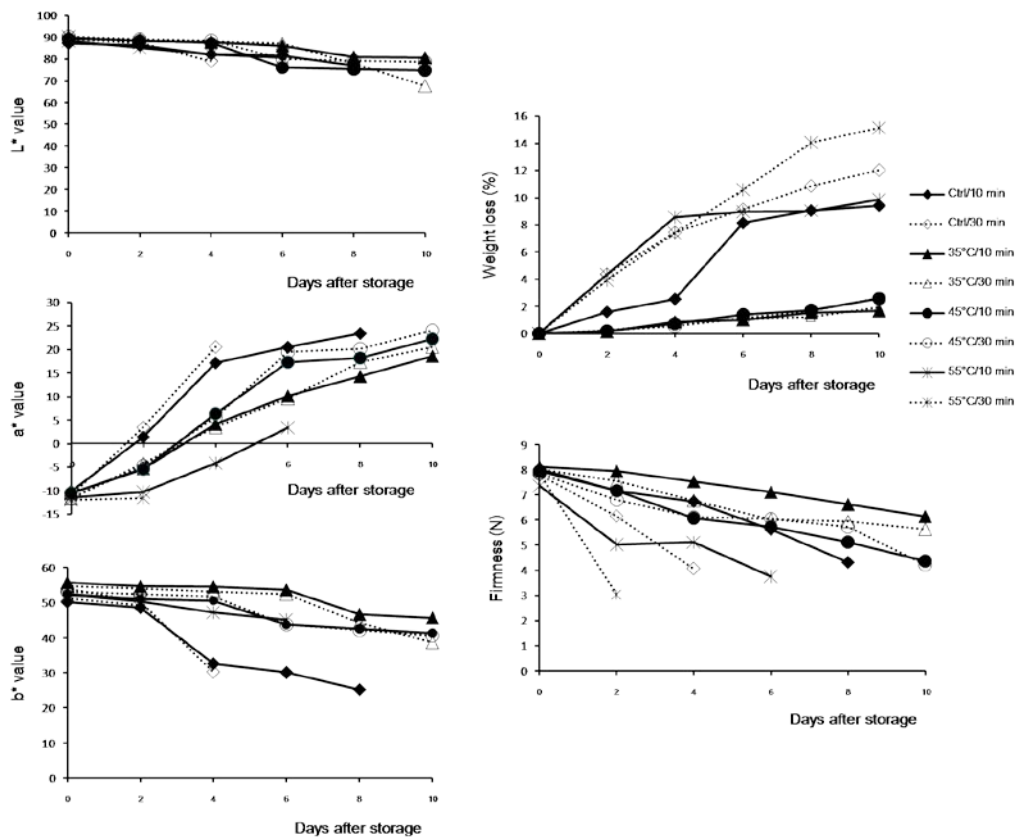 100
90
80
70
60
50
40
30
20
10
0
L* value
0 2 4 6 8 10
Days after storage
30
25
20
15
10
5
0
-5
-10
-15
a* value
0 2 4 6 8 10
Days after storage
60
50
40
30
20
10
0
b* value
0 2 4 6 8 10
Days after storage
16
14
12
10
8
6
4
2
0
Weight loss (%)
0 2 4 6 8 10
Days after storage
Ctrl/10 min
Ctrl/30 min
35°C/10 min
35°C/30 min
45°C/10 min
45°C/30 min
55°C/10 min
55°C/30 min
9
8
7
6
5
4
3
2
1
0
Firmness (N)
0 2 4 6 8 10
Days after storage